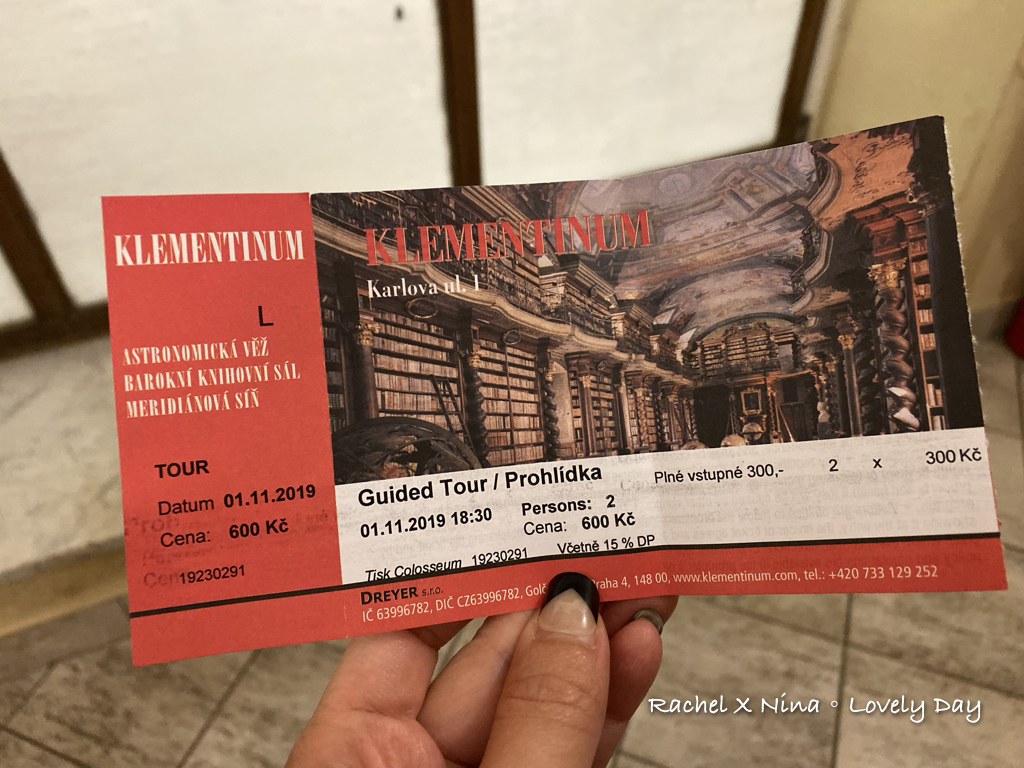 KLEMENTINUM
L
ASTRONOMICKÁ VĚŽ
BAROKNÍ KNIHOVNÍ SÁL
MERIDIÁNOVÁ SÍŇ
TOUR
Datum 01.11.2019
Cena: 600 Kč
19230291
KLEMENTINUM
Karlova ul. 1
Guided Tour / Prohlídka
Plné vstupné 300,- 2 x 300 Kč
01.11.2019 18:30
Persons: 2
Cena: 600 Kč
Tisk Colosseum 19230291
Včetně 15 % DP
DREYER s.r.o.
IČ 63996782, DIČ CZ63996782, 4, 148 00, www.klementinum.com, tel.: +420 733 129 252
Rachel X Nina ◦ Lovely Day